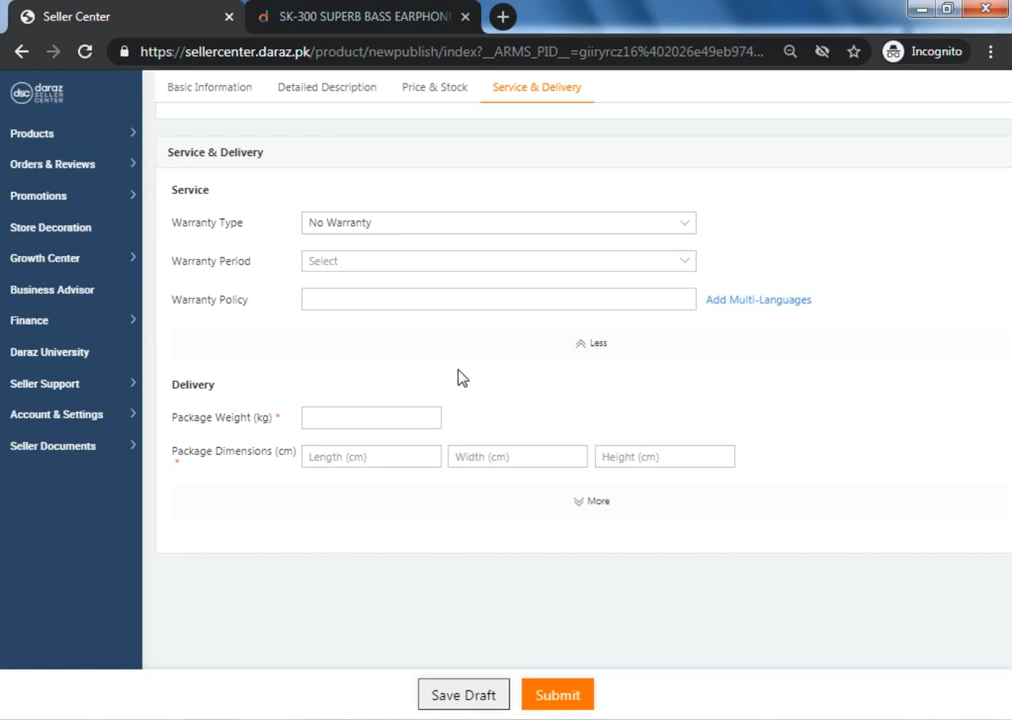 Seller Center
SK-300 SUPERB BASS EARPHON
https://sellercenter.daraz.pk/product/newpublish/index?__ARMS_PID__=giiryrcz16%402026e49eb974...
Incognito
dsc daraz
SELLER
CENTER
Basic Information
Detailed Description
Price & Stock
Service & Delivery
Products
Orders & Reviews
Promotions
Store Decoration
Growth Center
Business Advisor
Finance
Daraz University
Seller Support
Account & Settings
Seller Documents
Service & Delivery
Service
Warranty Type
No Warranty
Warranty Period
Select
Warranty Policy
Add Multi-Languages
Less
Delivery
Package Weight (kg) *
Package Dimensions (cm)
*
Length (cm)
Width (cm)
Height (cm)
More
Save Draft
Submit